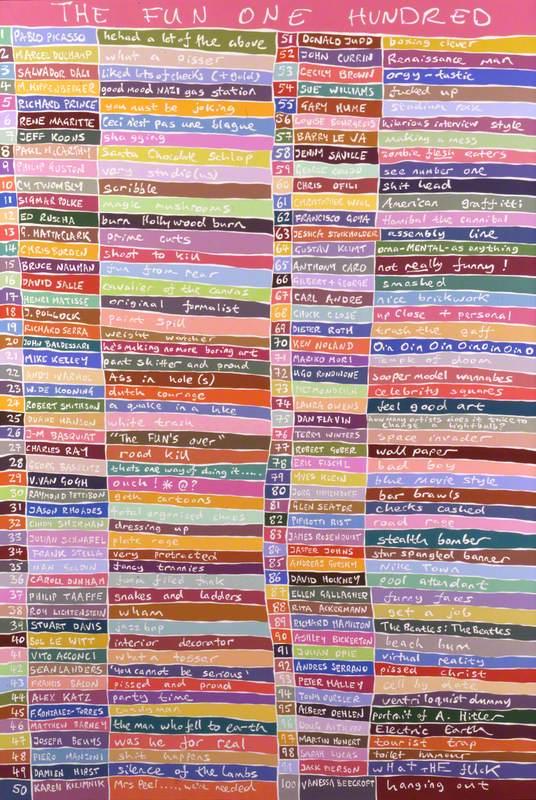 THE FUN ONE HUNDRED
1 PABLO PICASSO he had a lot of the above
2 MARCEL DUCHAMP what a pisser
3 SALVADOR DALI liked lots of checks (+ gold)
4 M. KIPPENBERGER good mood NAZI gas station
5 RICHARD PRINCE you must be joking
6 RENE MAGRITTE Ceci n'est pas une blague
7 JEFF KOONS shagging
8 PAUL McCARTHY Santa Chocolate Schlap
9 PHILIP GUSTON very studio(us)
10 CY TWOMBLY scribble
11 SIGMAR POLKE magic mushrooms
12 ED RUSCHA burn Hollywood burn
13 G. MATTA CLARK prime cuts
14 CHRIS BURDEN shoot to kill
15 BRUCE NAUMAN fun from rear
16 DAVID SALLE cavalier of the canvas
17 HENRI MATISSE original formalist
18 J. POLLOCK paint spill
19 RICHARD SERRA weight watcher
20 JOHN BALDESSARI he's making no more boring art
21 MIKE KELLEY pant shitter and proud
22 ANDY WARHOL Ass in hole(s)
23 W. DE KOONING dutch courage
24 ROBERT SMITHSON a quake in a lake
25 DUANE HANSON white trash
26 J-M BASQUIAT "The FUN'S over"
27 CHARLES RAY road kill
28 GEORG BASELITZ thats one way of doing it.....
29 V. VAN GOGH ouch! *@?
30 RAYMOND PETTIBON goth cartoons
31 JASON RHOADES total organised chaos
32 CINDY SHERMAN dressing up
33 JULIAN SCHNABEL plate rage
34 FRANK STELLA very protracted
35 NAN GOLDIN fancy trannies
36 CARROLL DUNHAM funk
37 PHILIP TAAFFE snakes and ladders
38 ROY LICHTENSTEIN wham
39 STUART DAVIS jazz bop
40 SOL LE WITT interior decorator
41 VITO ACCONCI what a tosser
42 SEAN LANDERS 'you cannot be serious'
43 FRANCIS BACON pissed and proud
44 ALEX KATZ party time
45 F. GONZALEZ-TORRES candyman
46 MATTHEW BARNEY the man who fell to earth
47 JOSEPH BEUYS was he for real
48 PIERO MANZONI shit happens
49 DAMIEN HIRST silence of the lambs
50 KAREN KILIMNIK Mrs Peel.....we're needed
51 DONALD JUDD boxing clever
52 JOHN CURRIN Renaissance man
53 CECILY BROWN orgy-tastic
54 SUE WILLIAMS fucked up
55 GARY HUME stadium rock
56 LOUISE BOURGEOIS hilarious interview style
57 BARRY LE VA making a mess
58 JENNY SAVILLE zombie flesh eaters
59 GEORGE CONDO see number one
60 CHRIS OFILI shit head
61 CHRISTOPHER WOOL American graffitti
62 FRANCISCO GOYA Hannibal the cannibal
63 JESSICA STOCKHOLDER assembly line
64 GUSTAV KLIMT orna-MENTAL-as anything
65 ANTHONY CARO not really funny!
66 GILBERT + GEORGE smashed
67 CARL ANDRE nice brickwork
68 CHUCK CLOSE up close + personal
69 DIETER ROTH trash the gaff
70 KEN NOLAND Oin Oin Oin Oin Oin Oin O
71 MARIKO MORI temple of doom
72 UGO RONDINONE sooper model wannabes
73 PIET MONDRIAN celebrity squares
74 LAURA OWENS feel good art
75 DAN FLAVIN how many artists does it take to change a lightbulb?
76 TERRY WINTERS space invader
77 ROBERT GOBER wall paper
78 ERIC FISCHL bad boy
79 YVES KLEIN blue movie style
80 JORG IMMENDORF bar brawls
81 GLEN SEATOR checks cashed
82 PIPILOTTI RIST road rage
83 JAMES ROSENQUIST stealth bomber
84 JASPER JOHNS star spangled banner
85 ANDREAS GURSKY Nike Town
86 DAVID HOCKNEY pool attendant
87 ELLEN GALLAGHER funny faces
88 RITA ACKERMANN get a job
89 RICHARD HAMILTON The Beatles: The Beatles
90 ASHLEY BICKERTON beach bum
91 JULIAN OPIE virtual reality
92 ANDRES SERRANO pissed christ
93 PETER HALLEY cell by date
94 TONY OURSLER ventriloquist dummy
95 ALBERT OEHLEN portrait of A. Hitler
96 DOUG AITKEN Electric Earth
97 MARTIN HONERT tourist trap
98 SARAH LUCAS toilet humour
99 JACK PIERSON WHAT THE FUCK
100 VANESSA BEECROFT hanging out